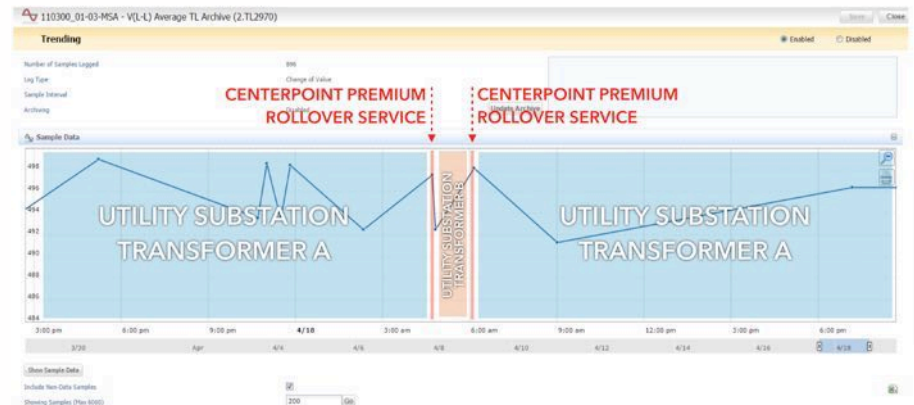 110300_01-03-MSA - V(L-L) Average TL Archive (2.TL2970)
Save Close
Trending
Enabled Disabled
Number of Samples Logged 896
Log Type Change of Value
Sample Interval
Archiving Disabled
Update Archive
CENTERPOINT PREMIUM
ROLLOVER SERVICE
CENTERPOINT PREMIUM
ROLLOVER SERVICE
Sample Data
498
496
494
492
490
488
486
484
UTILITY SUBSTATION
TRANSFORMER A
UTILITY SUBSTATION
TRANSFORMER B
UTILITY SUBSTATION
TRANSFORMER A
3:00 pm 6:00 pm 9:00 pm 4/18 3:00 am 6:00 am 9:00 am 12:00 pm 3:00 pm 6:00 pm
3/30 Apr 4/4 4/6 4/8 4/10 4/12 4/14 4/16 4/18
Show Sample Data
Include Non-Data Samples
Showing Samples (Max 6060) 200 Go